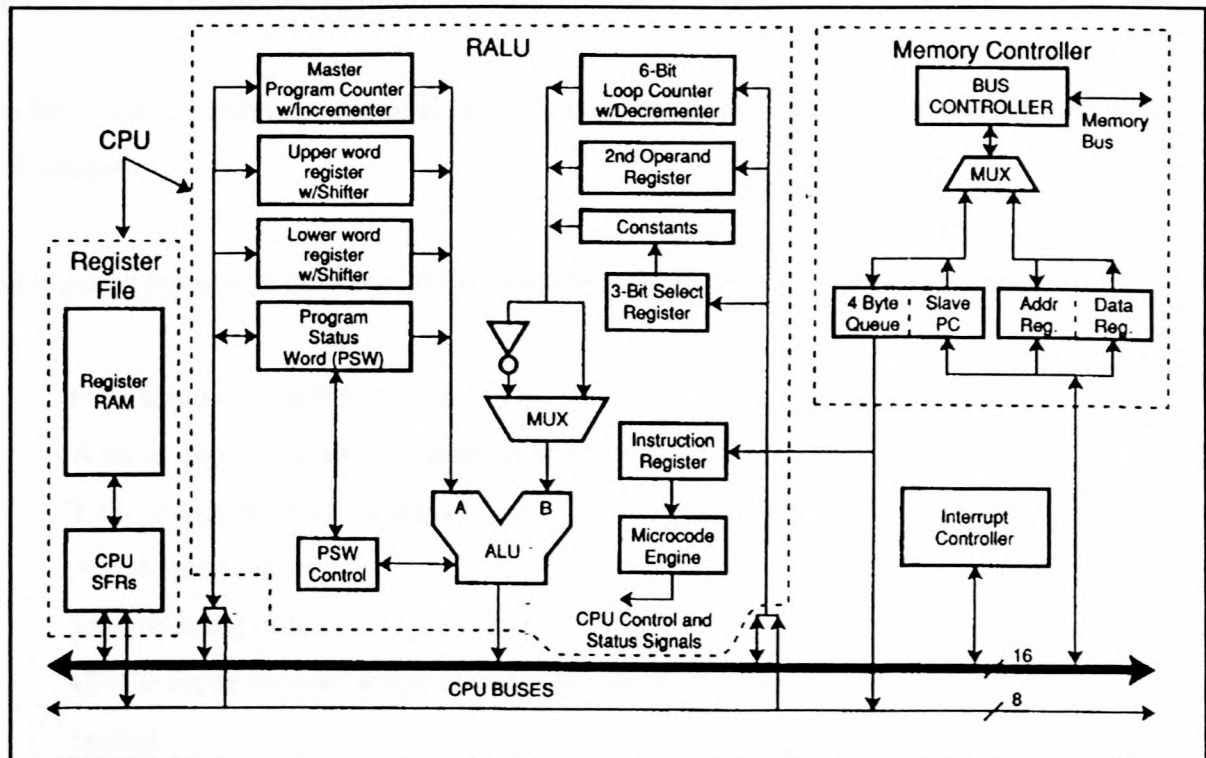 RALU
Master
Program Counter
w/Incrementer
Upper word
register
w/Shifter
Lower word
register
w/Shifter
Program
Status
Word (PSW)
6-Bit
Loop Counter
w/Decrementer
2nd Operand
Register
Constants
3-Bit Select
Register
MUX
A
B
ALU
PSW
Control
Instruction
Register
Microcode
Engine
CPU Control and
Status Signals
CPU
Register
File
Register
RAM
CPU
SFRs
Memory Controller
BUS
CONTROLLER
Memory
Bus
MUX
4 Byte
Queue
Slave
PC
Addr
Reg.
Data
Reg.
Interrupt
Controller
16
CPU BUSES
8